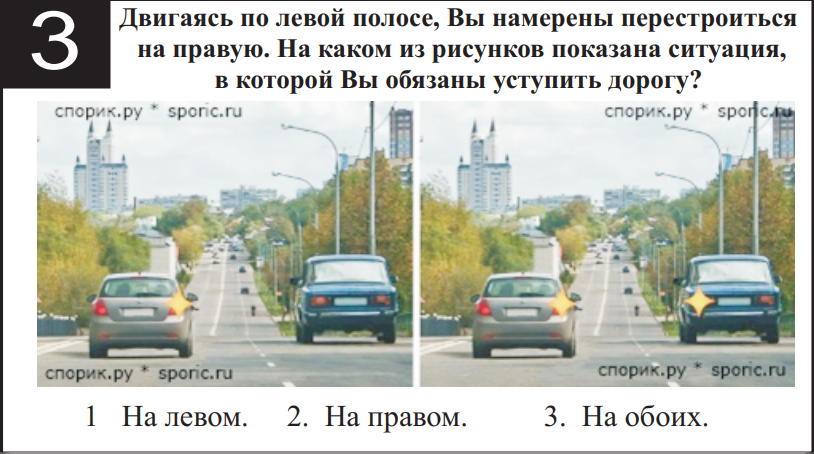 3
Двигаясь по левой полосе, Вы намерены перестроиться
на правую. На каком из рисунков показана ситуация,
в которой Вы обязаны уступить дорогу?
спорик.ру * sporic.ru
спорик.ру * sporic.ru
спорик.ру * sporic.ru
спорик.ру * sporic.ru
1 На левом. 2. На правом. 3. На обоих.